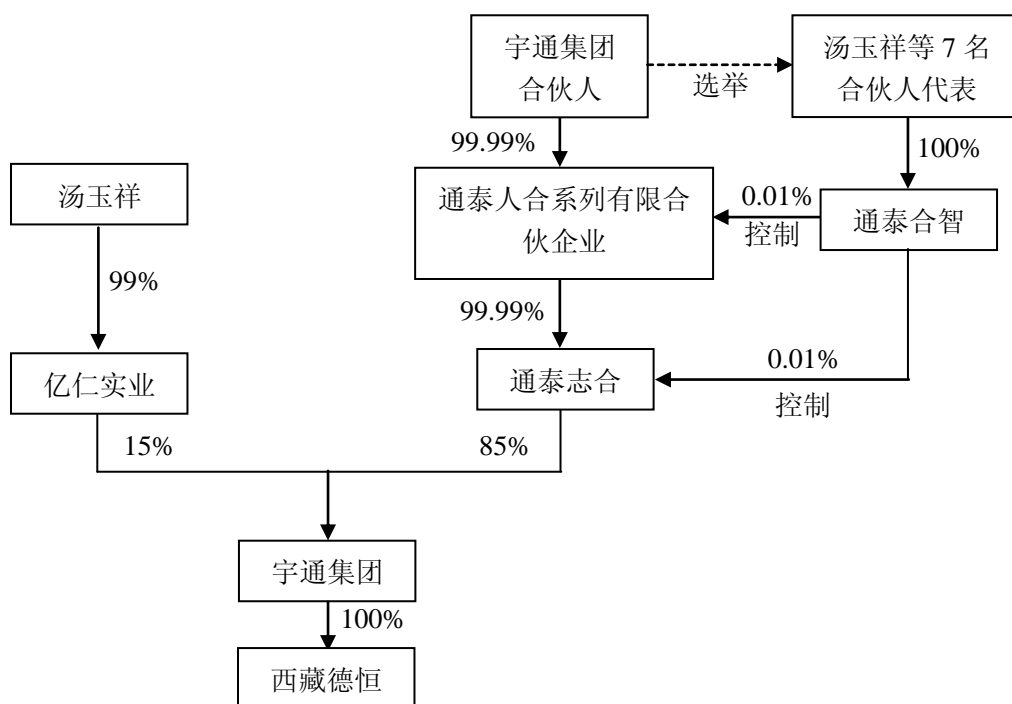 宇通集团
合伙人
选举
汤玉祥等 7 名
合伙人代表
99.99%
100%
汤玉祥
通泰人合系列有限合
伙企业
0.01%
控制
通泰合智
99%
99.99%
亿仁实业
通泰志合
0.01%
控制
15%
85%
宇通集团
100%
西藏德恒